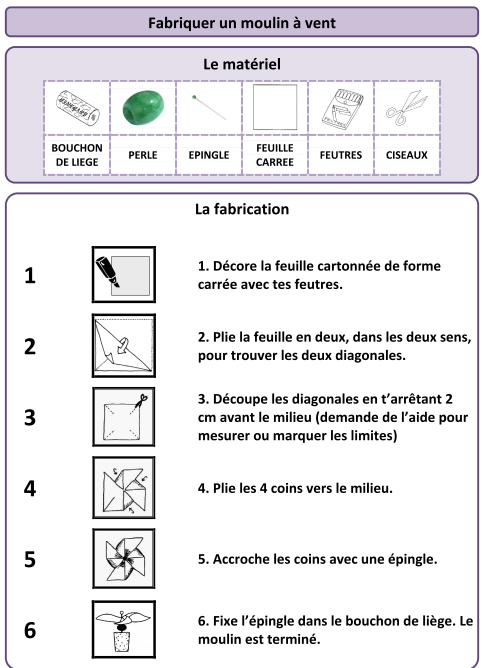 Fabriquer un moulin à vent
Le matériel
BOUCHON
DE LIEGE
PERLE
EPINGLE
FEUILLE
CARREE
FEUTRES
CISEAUX
La fabrication
1
1. Décore la feuille cartonnée de forme
carrée avec tes feutres.
2
2. Plie la feuille en deux, dans les deux sens,
pour trouver les deux diagonales.
3
3. Découpe les diagonales en t’arrêtant 2
cm avant le milieu (demande de l’aide pour
mesurer ou marquer les limites)
4
4. Plie les 4 coins vers le milieu.
5
5. Accroche les coins avec une épingle.
6
6. Fixe l’épingle dans le bouchon de liège. Le
moulin est terminé.